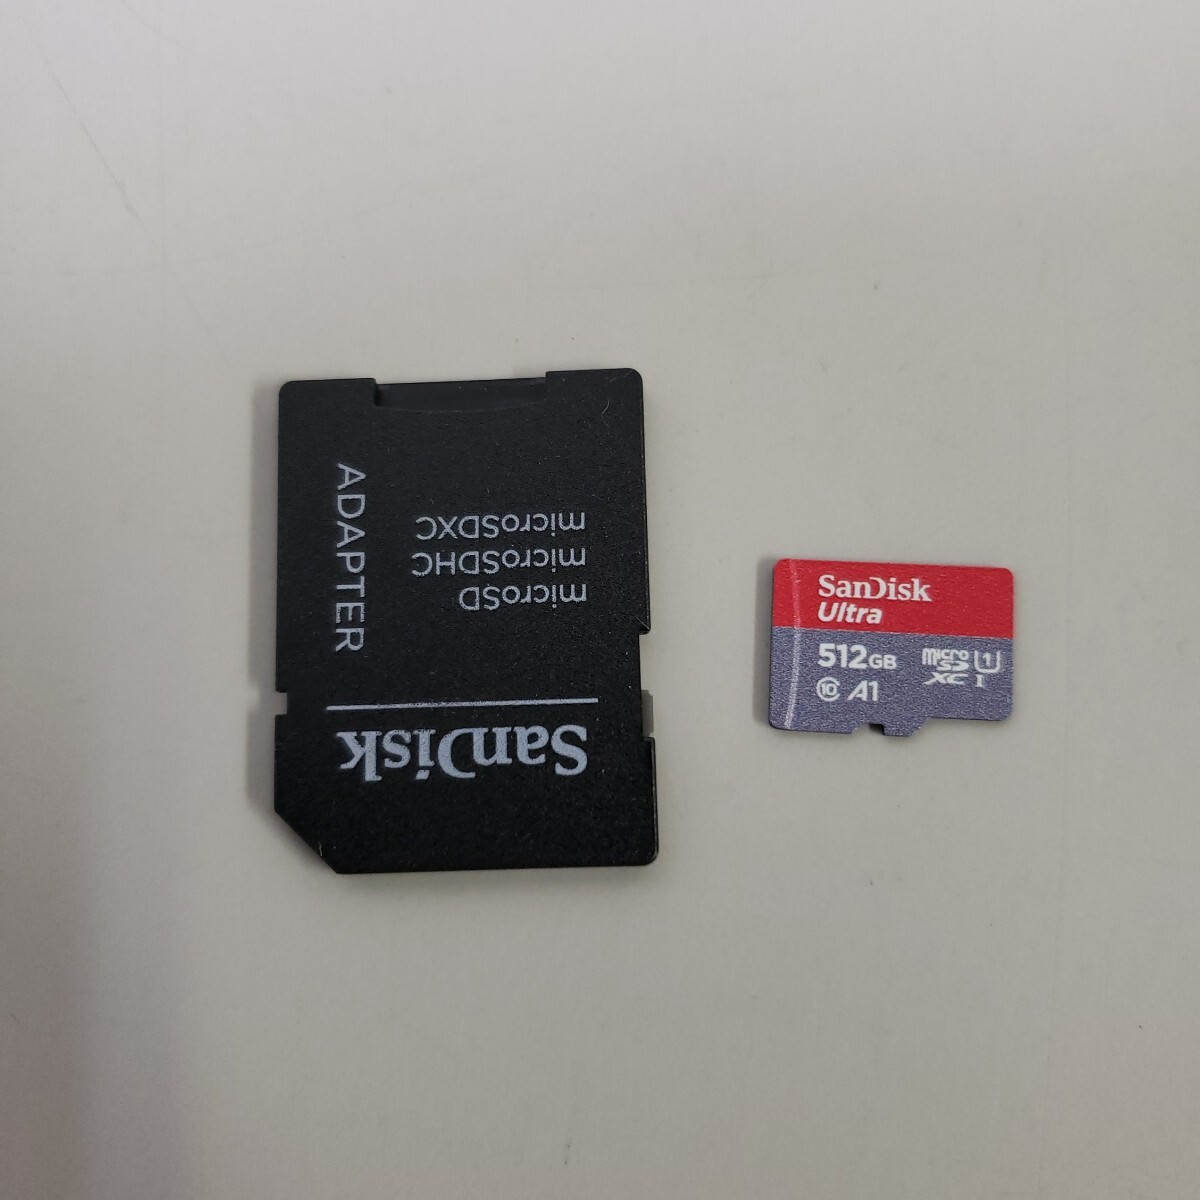 SanDisk
ADAPTER
microSD
microSDHC
microSDXC
SanDisk
Ultra
512GB
micro SD XC I U1
10 A1